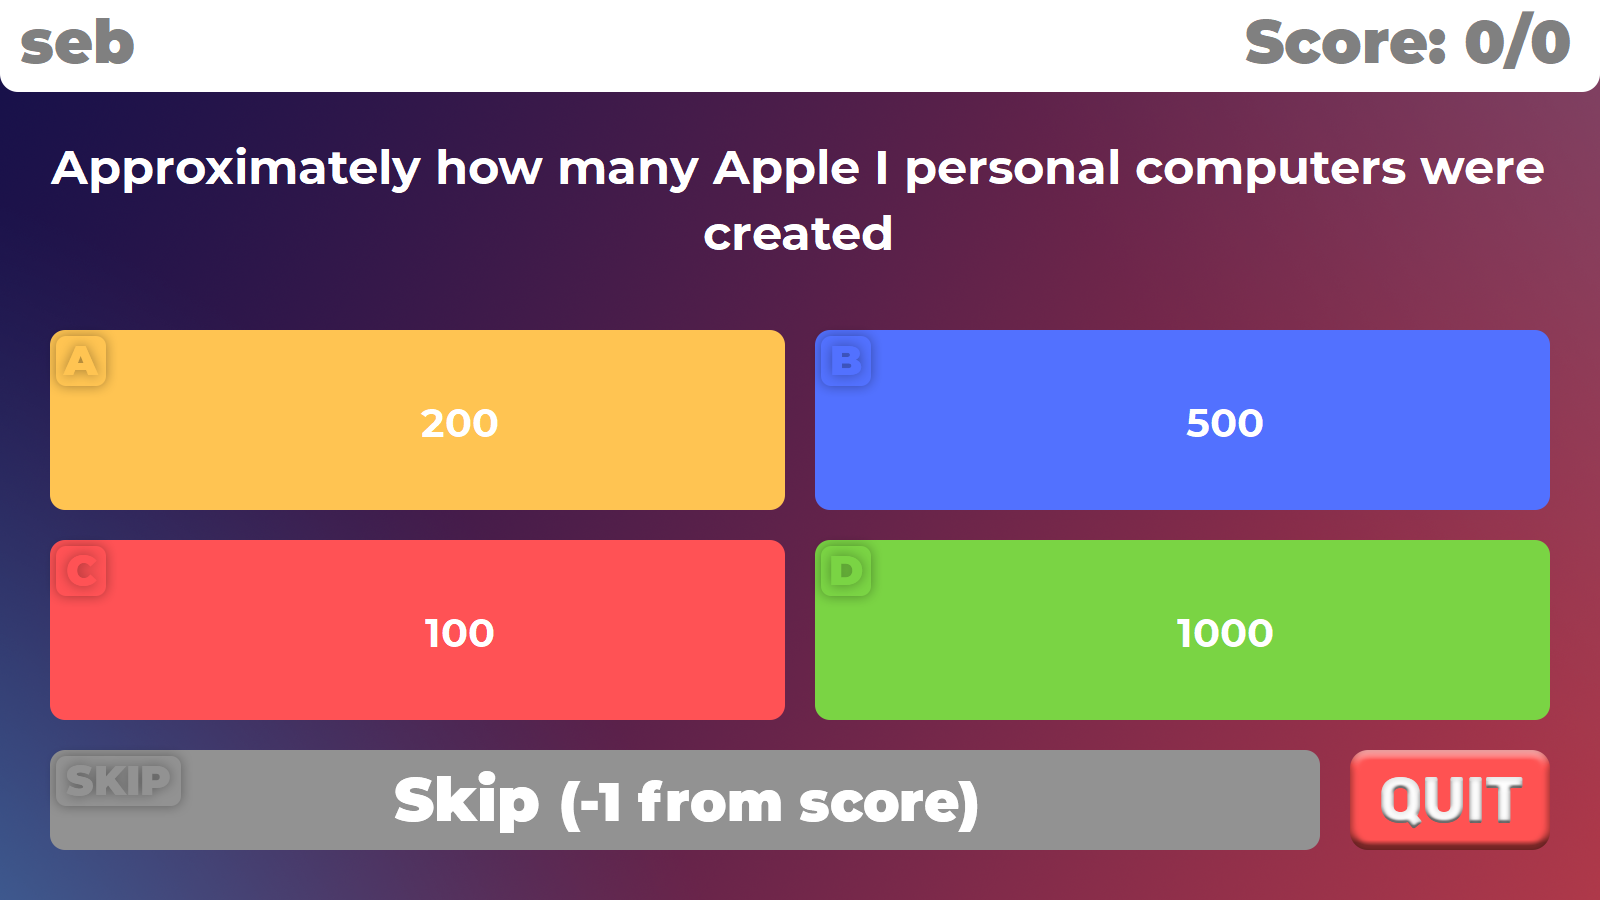 seb
Score: 0/0
Approximately how many Apple I personal computers were
created
A
200
B
500
C
100
D
1000
SKIP
Skip (-1 from score)
QUIT